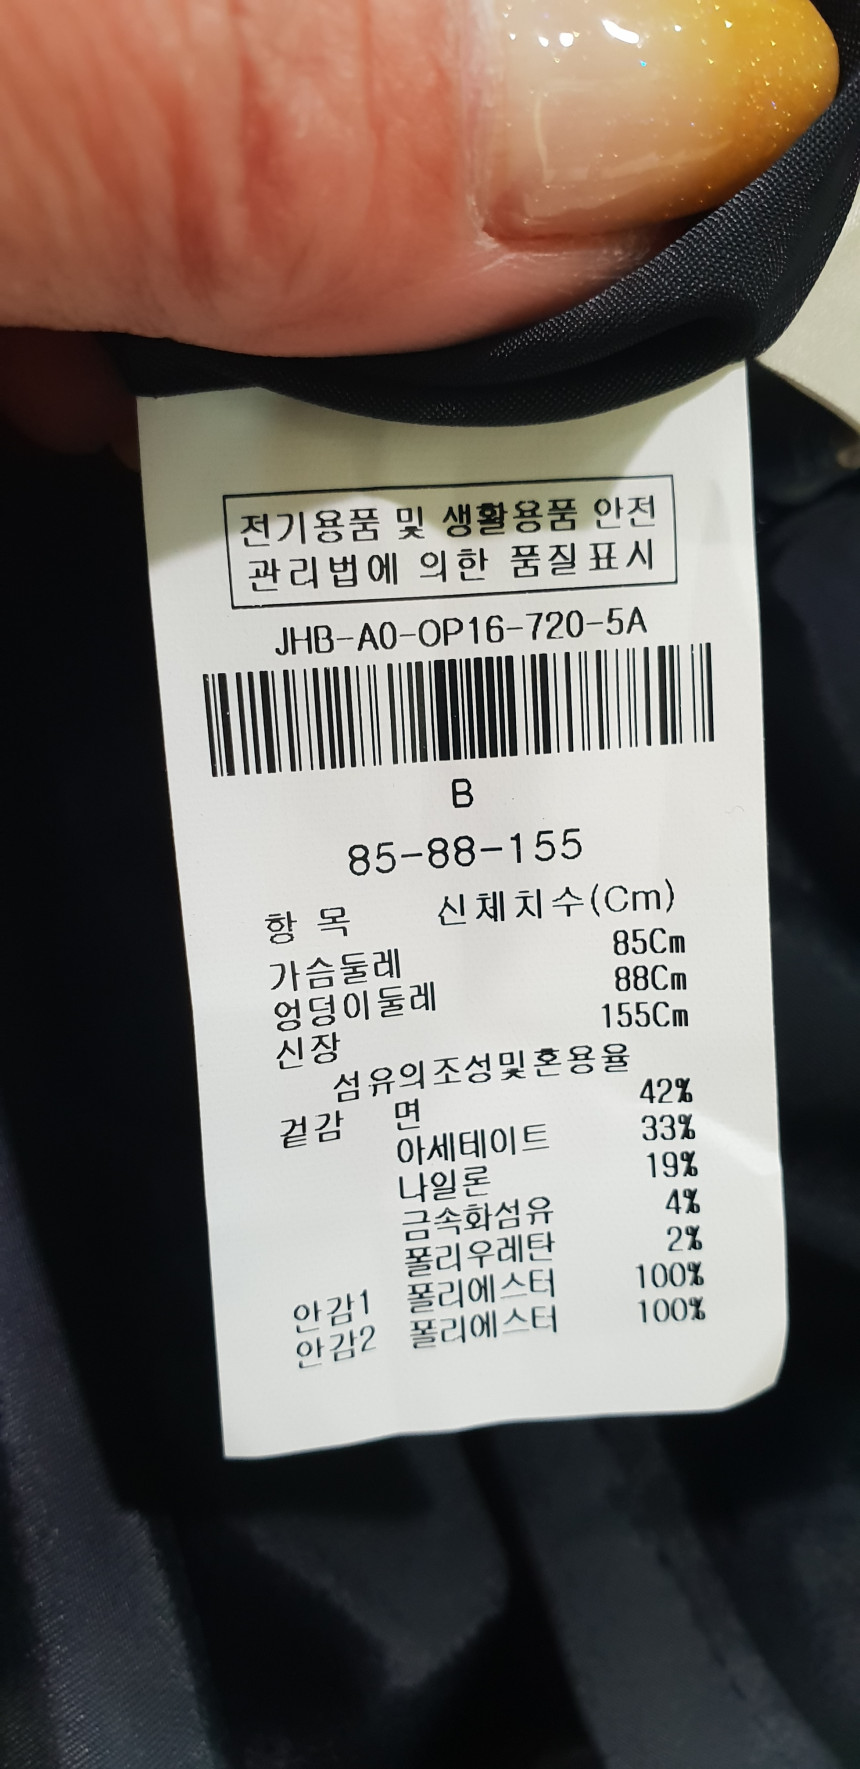 전기용품 및 생활용품 안전
관리법에 의한 품질표시
JHB-A0-OP16-720-5A
B
85-88-155
항 목 신체치수(Cm)
가슴둘레 85Cm
엉덩이둘레 88Cm
신장 155Cm
섬유의조성및혼용율
겉감 면 42%
아세테이트 33%
나일론 19%
금속화섬유 4%
폴리우레탄 2%
안감1 폴리에스터 100%
안감2 폴리에스터 100%